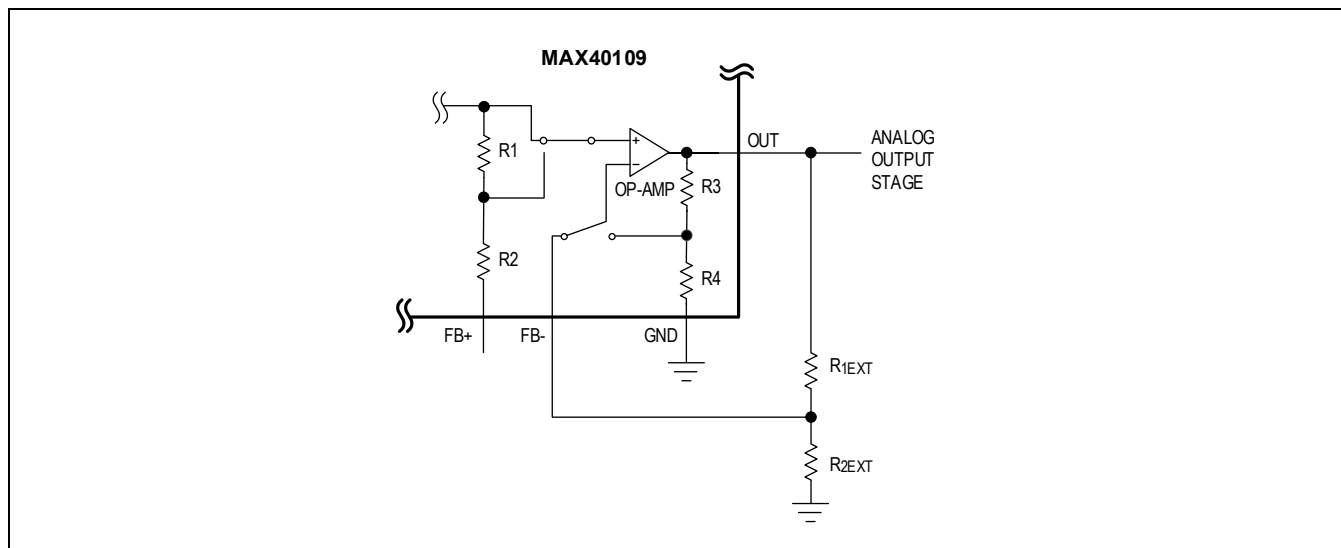 MAX40109
R1
R2
+
−
OP-AMP
R3
R4
OUT
ANALOG
OUTPUT
STAGE
FB+
FB-
GND
R1EXT
R2EXT